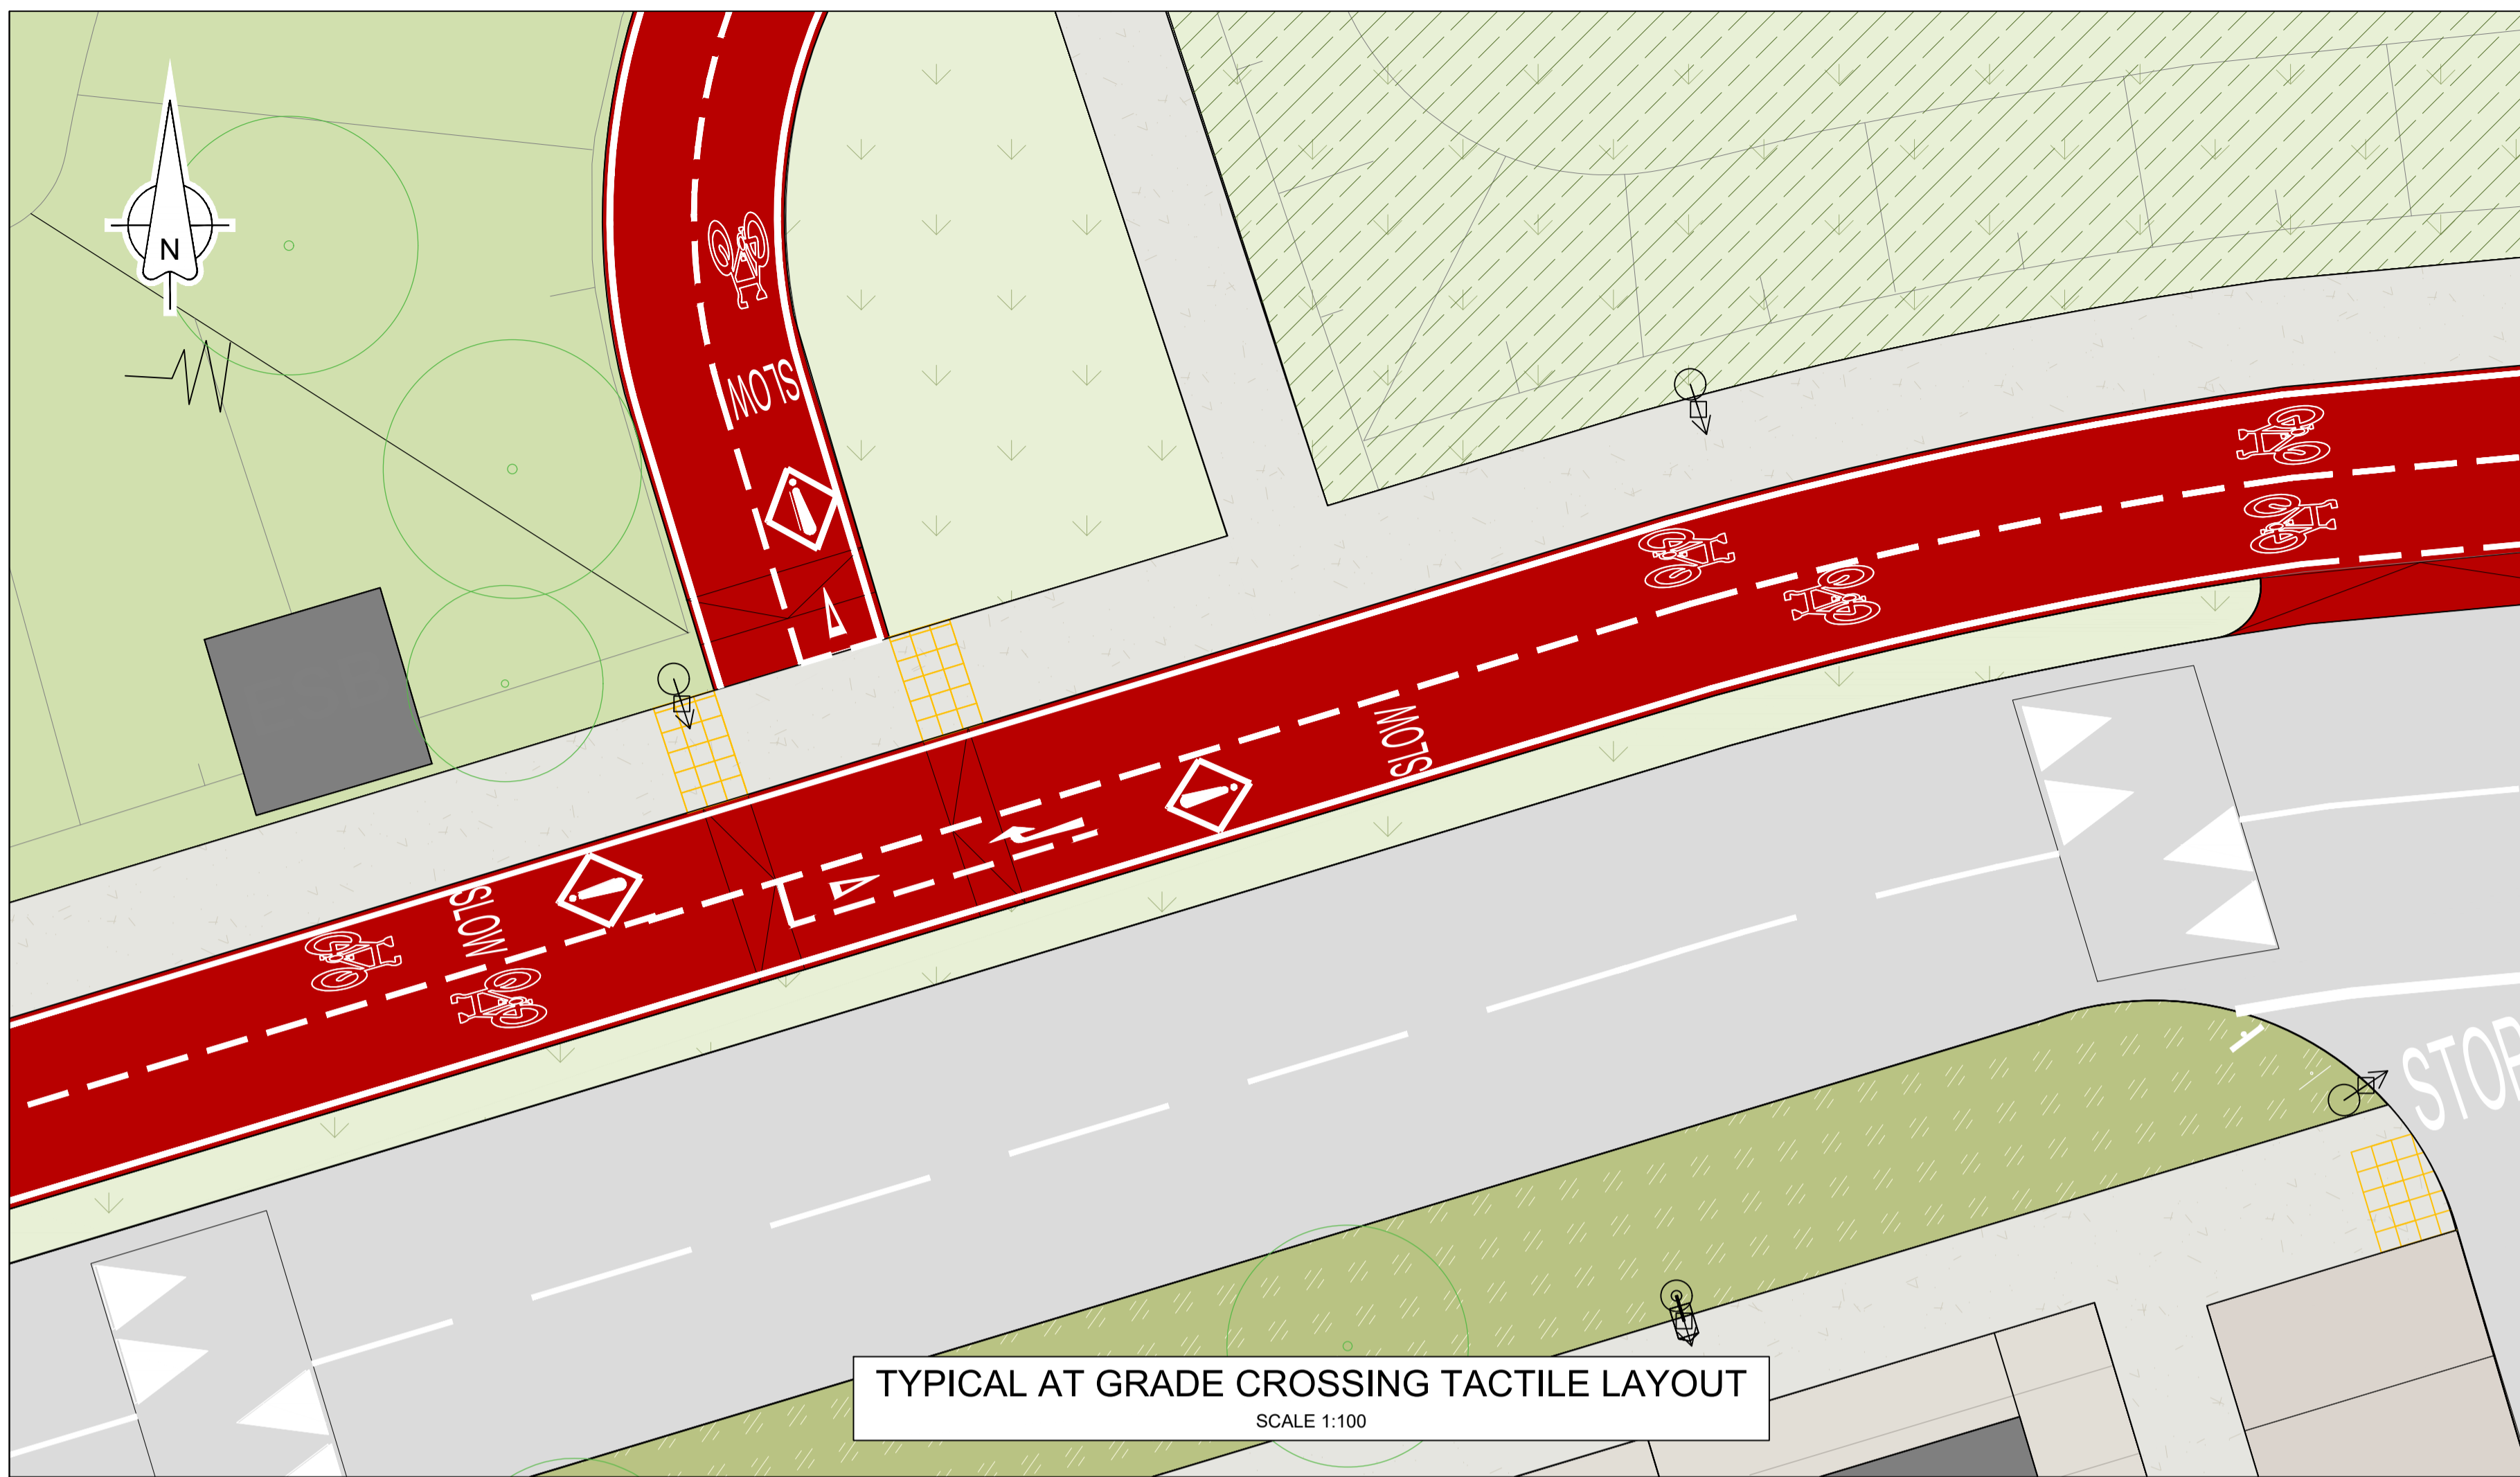 N
SLOW
SLOW
SLOW
STOP
TYPICAL AT GRADE CROSSING TACTILE LAYOUT
SCALE 1:100